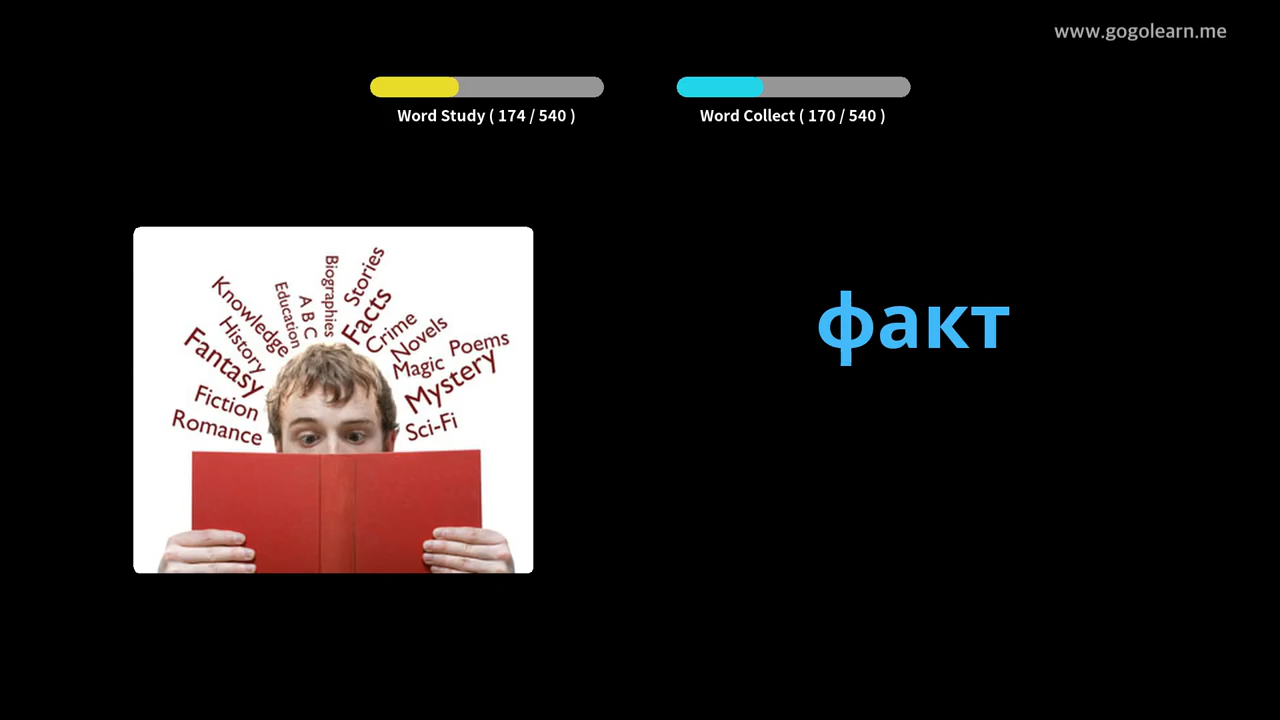 www.gogolearn.me
Word Study ( 174 / 540 )
Word Collect ( 170 / 540 )
Biographies
Stories
Education
A B C
Facts
Knowledge
Crime
History
Novels
Poems
Fantasy
Magic
Mystery
Fiction
Romance
Sci-Fi
факт